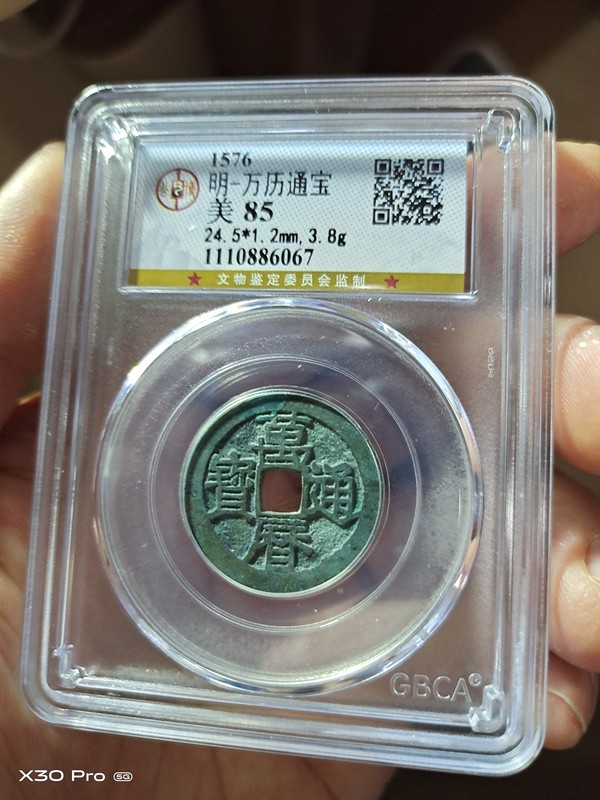 1576
明-万历通宝
美 85
24.5*1.2mm, 3.8g
1110886067
★ 文物鉴定委员会监制 ★
萬
寶 通
曆
GBCA®
X30 Pro 5G